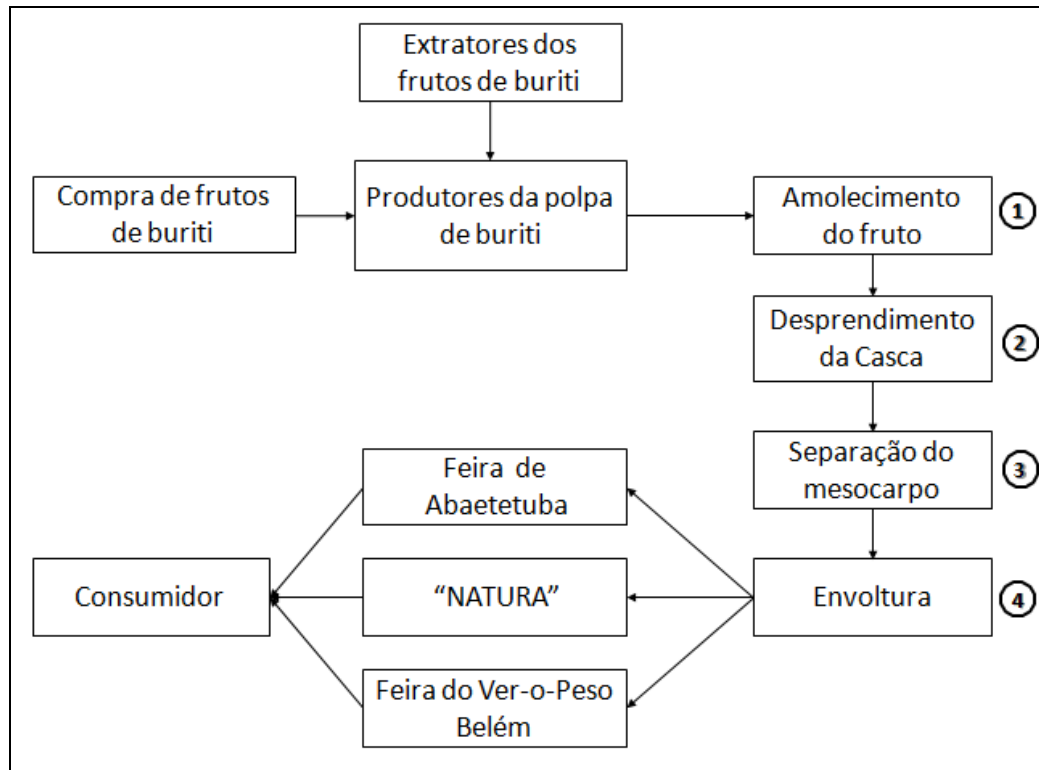 Extratores dos
frutos de buriti
Compra de frutos
de buriti
Produtores da polpa
de buriti
Amolecimento
do fruto
1
Desprendimento
da Casca
2
Separação do
mesocarpo
3
Feira de
Abaetetuba
Consumidor
“NATURA”
Envoltura
4
Feira do Ver-o-Peso
Belém